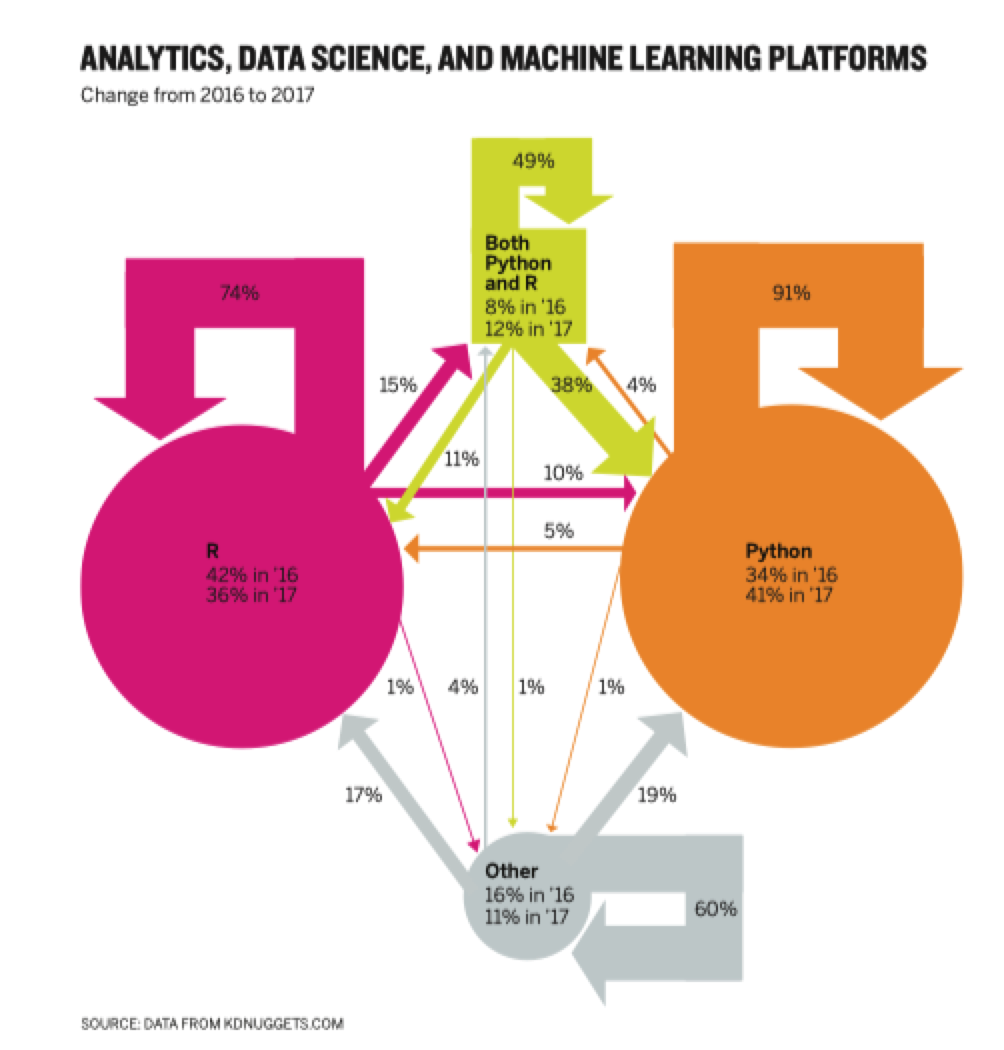 ANALYTICS, DATA SCIENCE, AND MACHINE LEARNING PLATFORMS
Change from 2016 to 2017
49%
Both
Python
and R
8% in '16
12% in '17
74%
91%
15%
38%
4%
11%
10%
5%
R
42% in '16
36% in '17
Python
34% in '16
41% in '17
1%
4%
1%
1%
17%
19%
Other
16% in '16
11% in '17
60%
SOURCE: DATA FROM KDNUGGETS.COM